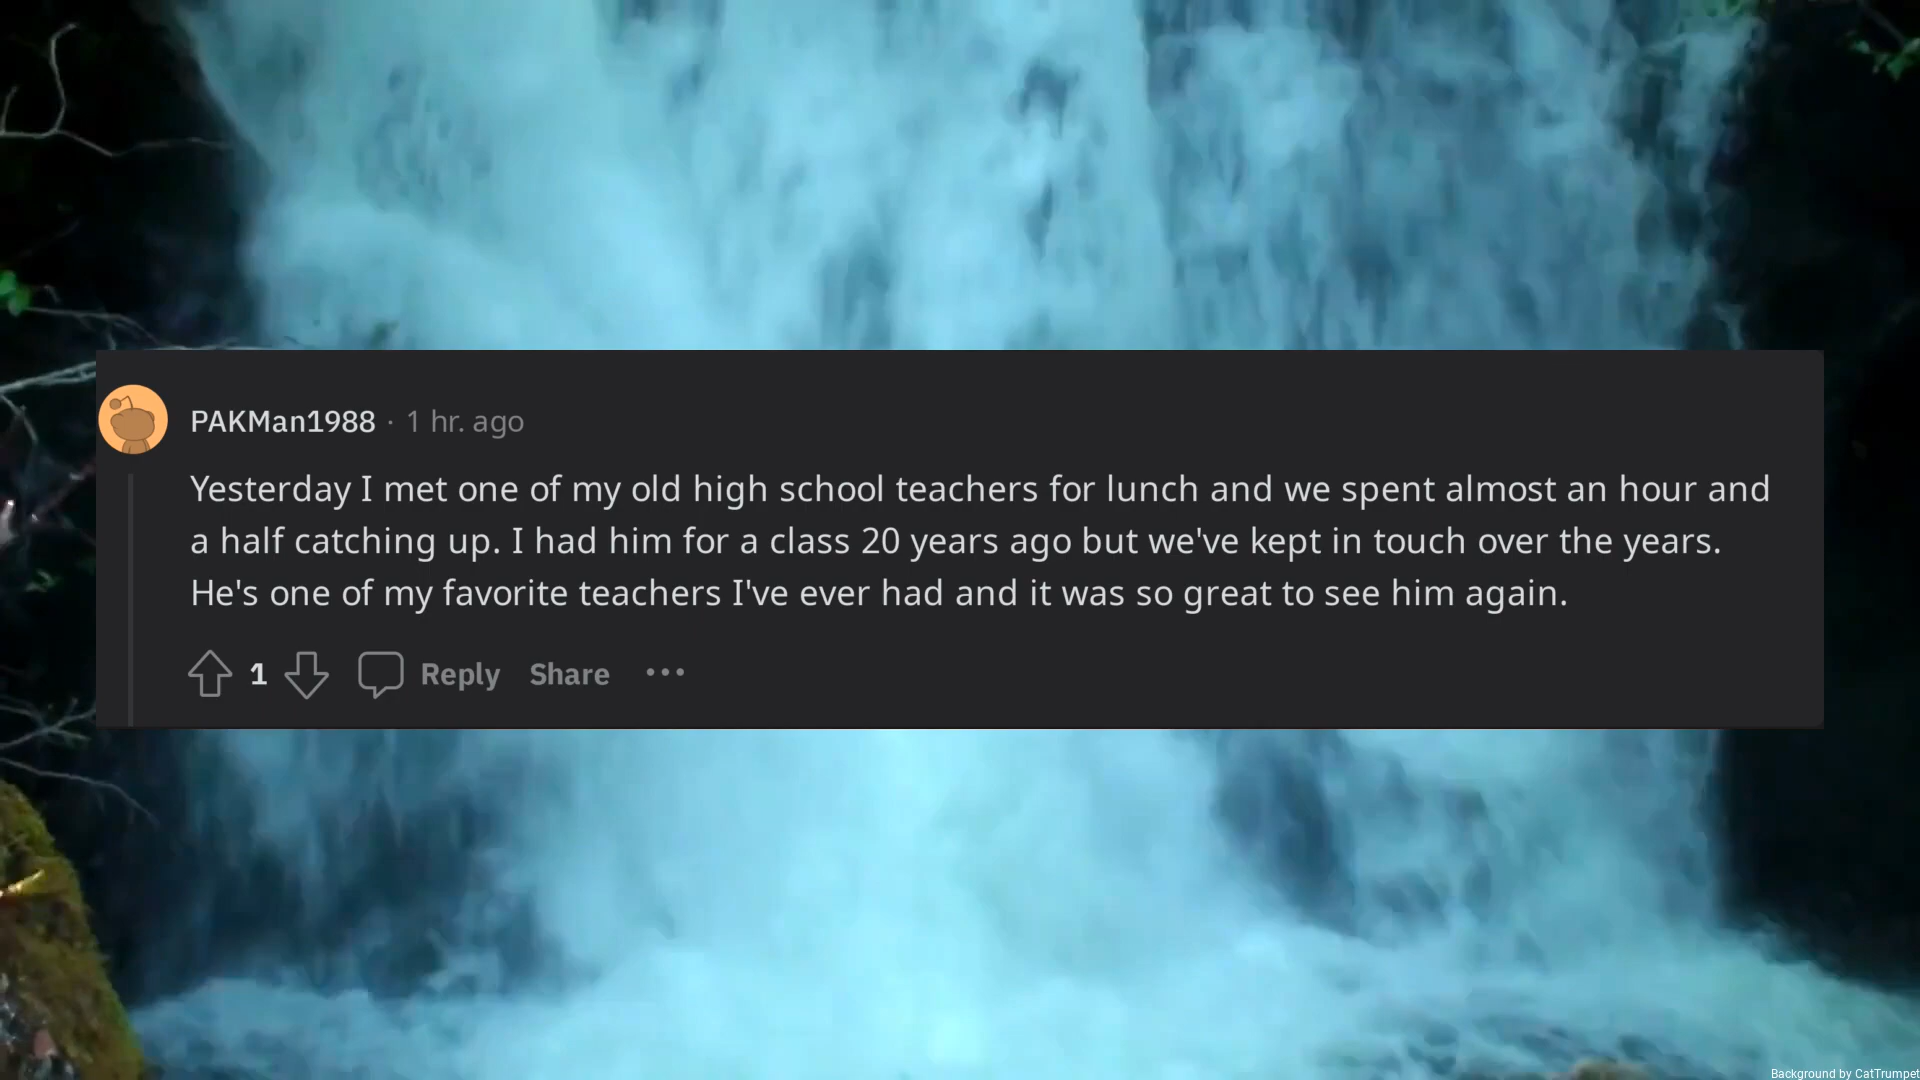 PAKMan1988 · 1 hr. ago
Yesterday I met one of my old high school teachers for lunch and we spent almost an hour and
a half catching up. I had him for a class 20 years ago but we've kept in touch over the years.
He's one of my favorite teachers I've ever had and it was so great to see him again.
1 Reply Share ···
Background by CatTrumpet